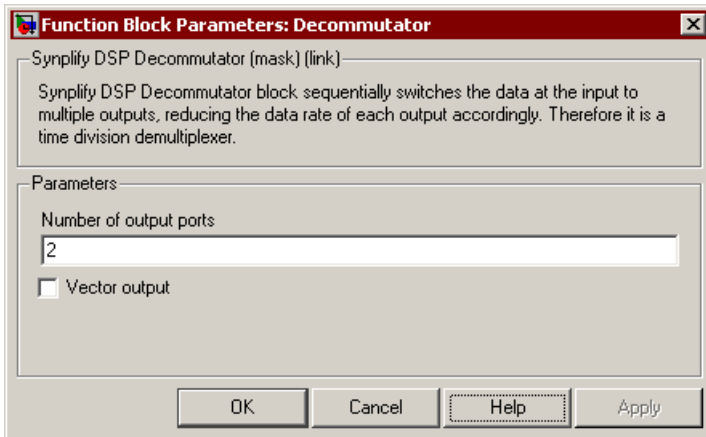 Function Block Parameters: Decommutator
Synplify DSP Decommutator (mask) (link)
Synplify DSP Decommutator block sequentially switches the data at the input to
multiple outputs, reducing the data rate of each output accordingly. Therefore it is a
time division demultiplexer.
Parameters
Number of output ports
2
Vector output
OK Cancel Help Apply